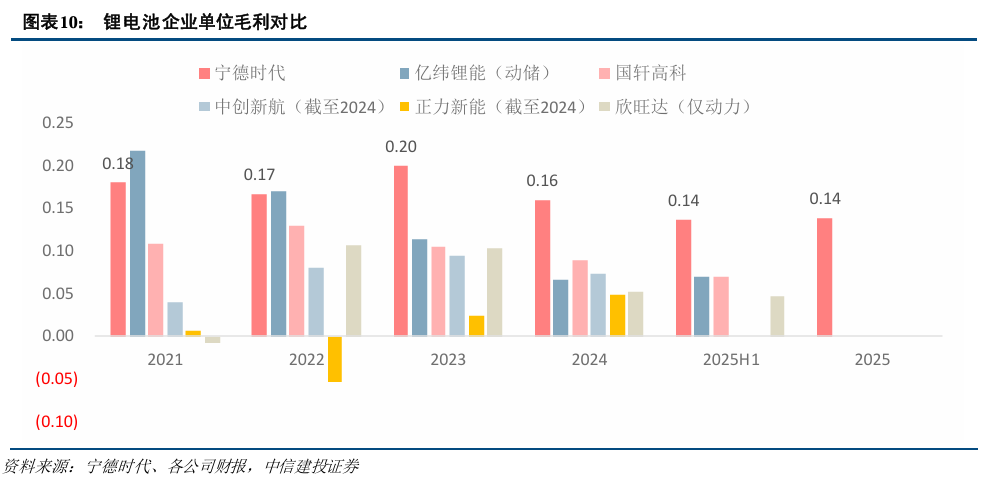 图表10： 锂电池企业单位毛利对比
宁德时代 亿纬锂能（动储） 国轩高科
中创新航（截至2024） 正力新能（截至2024） 欣旺达（仅动力）
0.25
0.20
0.15
0.10
0.05
0.00
(0.05)
(0.10)
0.18 0.17 0.20 0.16 0.14 0.14
2021 2022 2023 2024 2025H1 2025
资料来源：宁德时代、各公司财报，中信建投证券